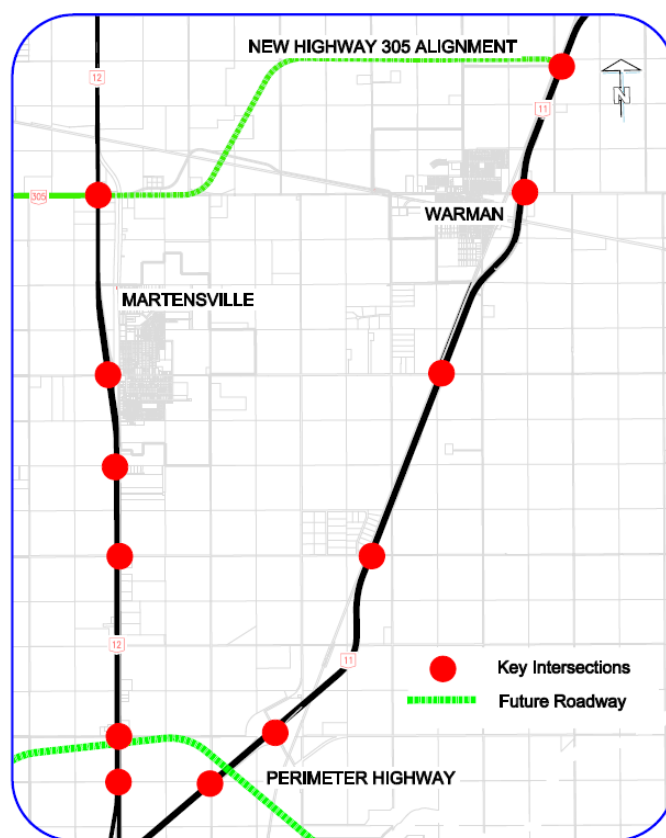 NEW HIGHWAY 305 ALIGNMENT
12
11
N
305
WARMAN
MARTENSVILLE
12
11
Key Intersections
Future Roadway
PERIMETER HIGHWAY